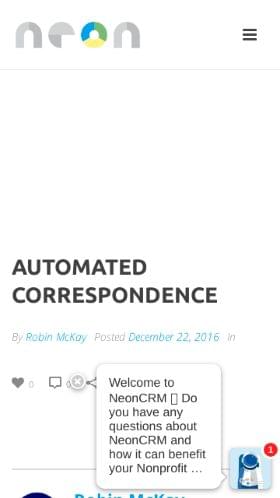 neon
AUTOMATED
CORRESPONDENCE
By Robin McKay Posted December 22, 2016 In
0
Welcome to
NeonCRM ▯ Do
you have any
questions about
NeonCRM and
how it can benefit
your Nonprofit ...
1
Robin McKay